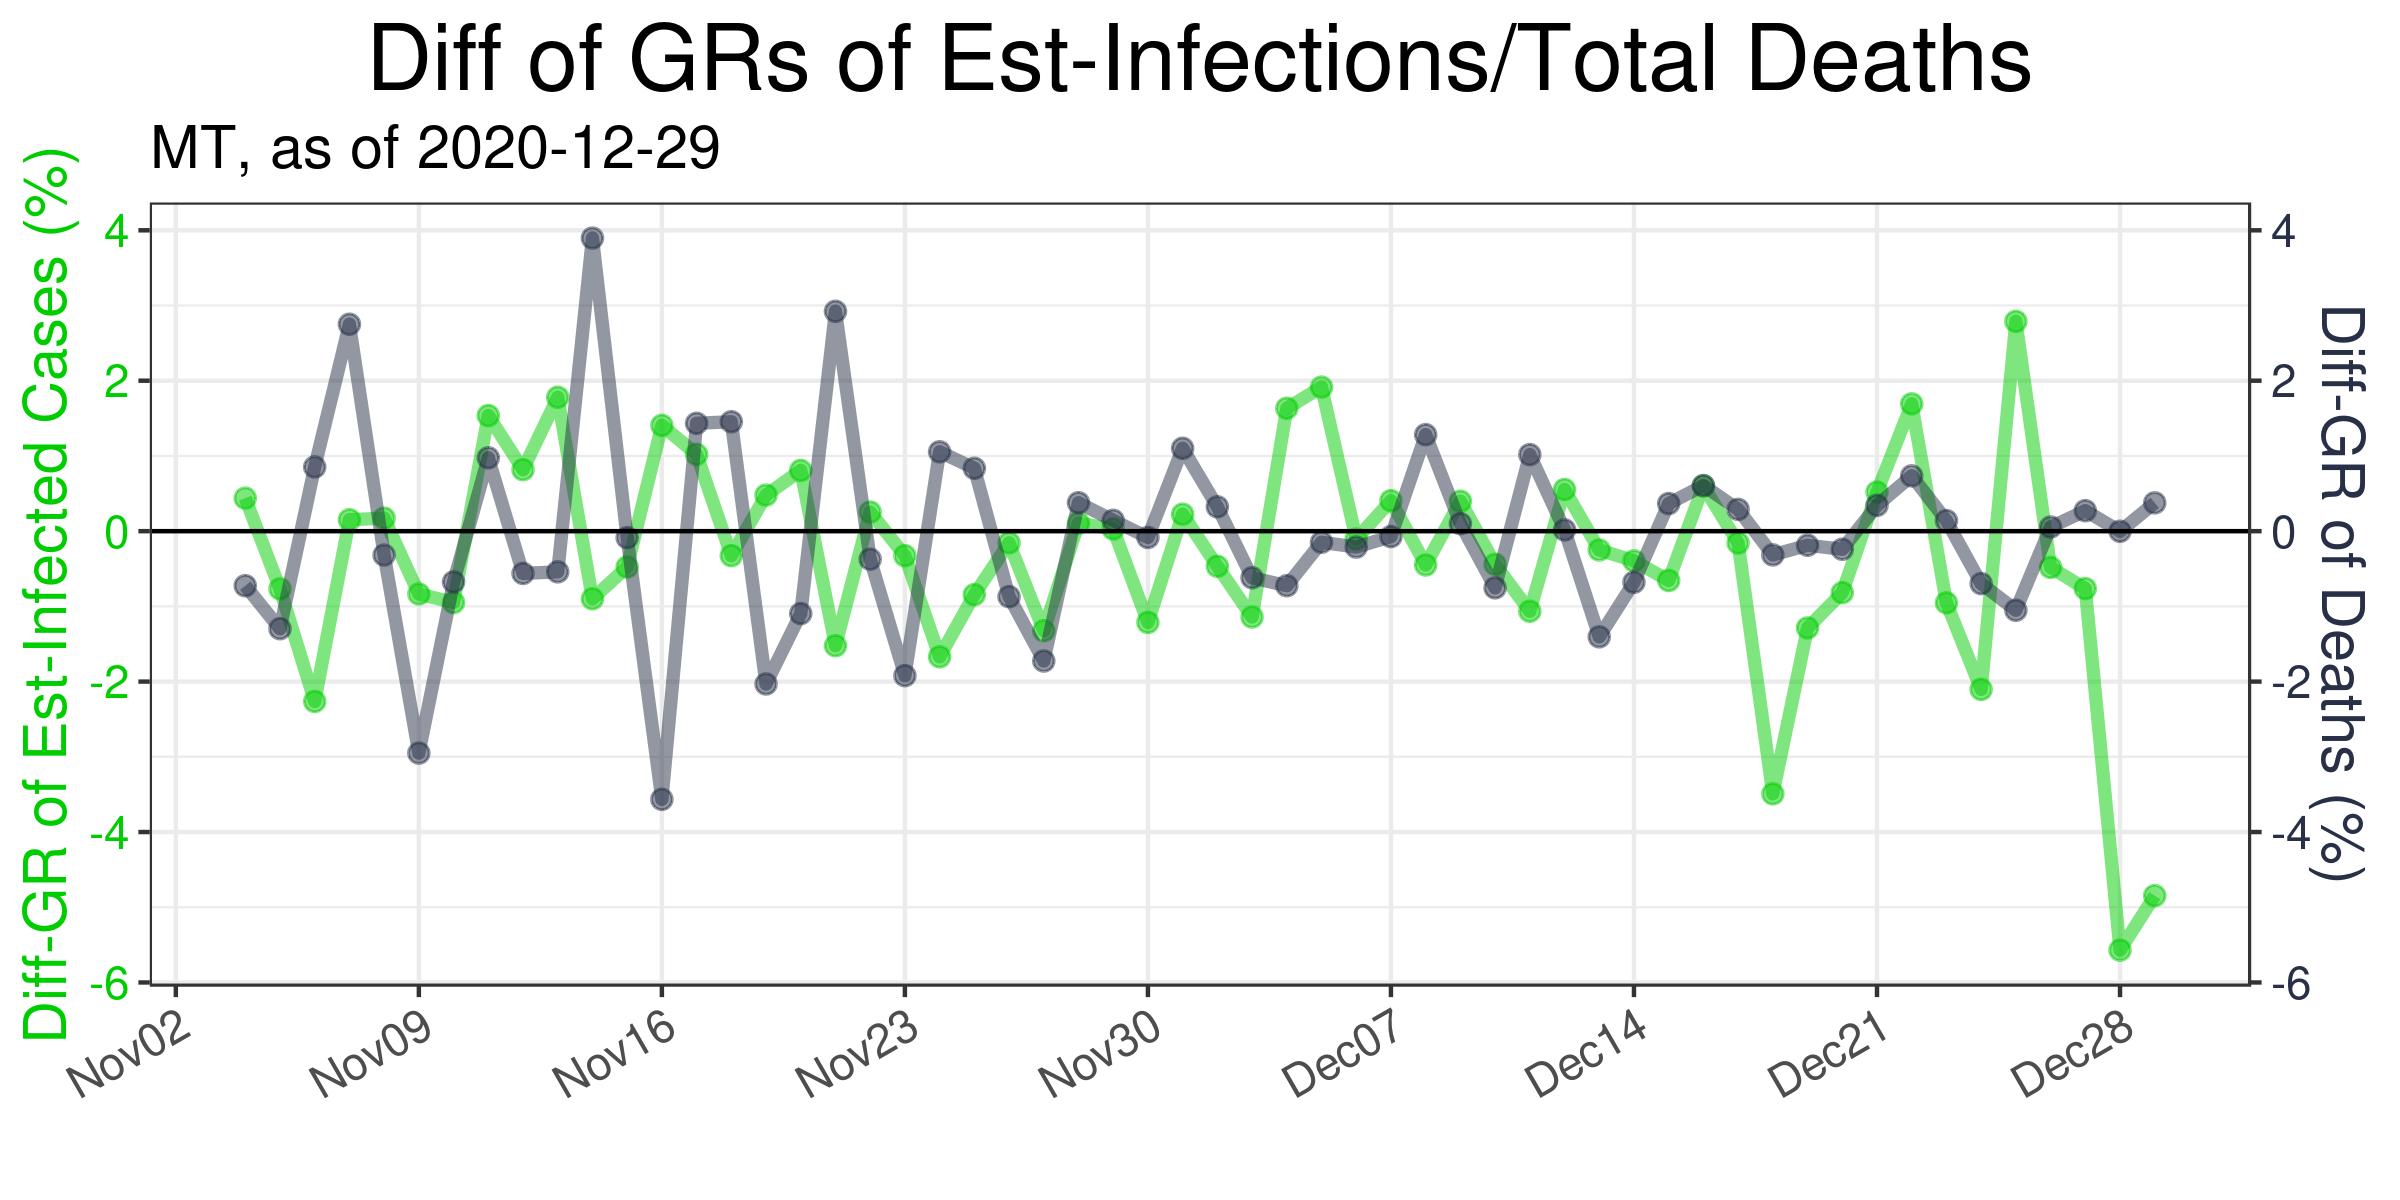 Diff of GRs of Est-Infections/Total Deaths
MT, as of 2020-12-29
Diff-GR of Est-Infected Cases (%)
4
2
0
-2
-4
-6
4
2
0
-2
-4
-6
Diff-GR of Deaths (%)
Nov02
Nov09
Nov16
Nov23
Nov30
Dec07
Dec14
Dec21
Dec28